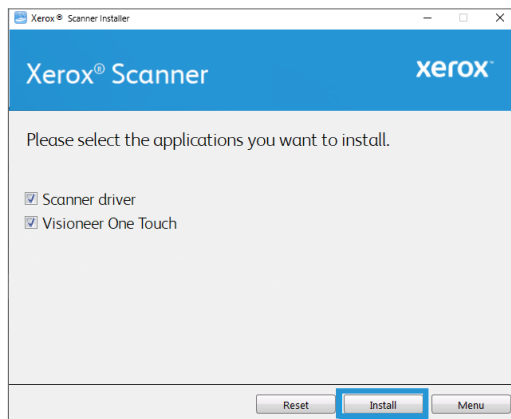 Xerox® Scanner Installer
Xerox® Scanner
xerox™
Please select the applications you want to install.
Scanner driver
Visioneer One Touch
Reset
Install
Menu